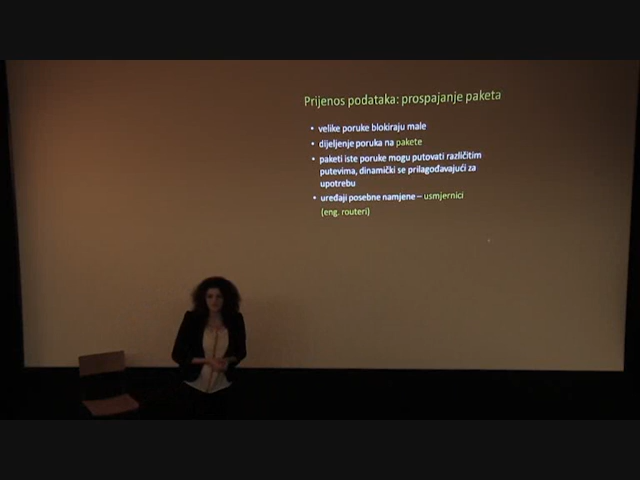 Prijenos podataka: prospajanje paketa
• velike poruke blokiraju male
• dijeljenje poruka na pakete
• paketi iste poruke mogu putovati različitim
putevima, dinamički se prilagođavajući za
upotrebu
• uređaji posebne namjene – usmjernici
(eng. routeri)